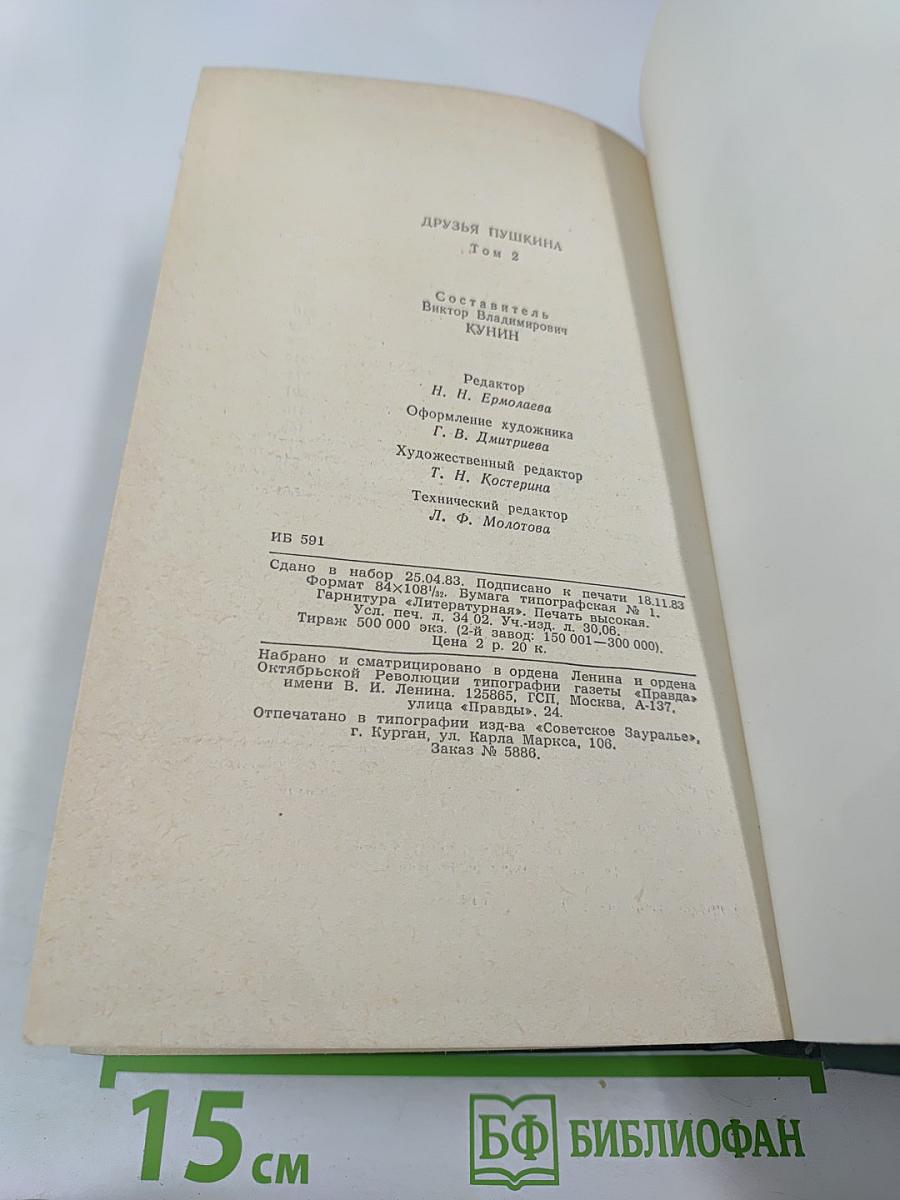 ДРУЗЬЯ ПУШКИНА
Том 2
Составитель
Виктор Владимирович
КУНИН
Редактор
Н. Н. Ермолаева
Оформление художника
Г. В. Дмитриева
Художественный редактор
Т. Н. Костерина
Технический редактор
Л. Ф. Молотова
ИБ 591
Сдано в набор 25.04.83. Подписано к печати 18.11.83
Формат 84×108¹/₃₂. Бумага типографская № 1.
Гарнитура «Литературная». Печать высокая.
Усл. печ. л. 34 02. Уч.-изд. л. 30,06.
Тираж 500 000 экз. (2-й завод: 150 001—300 000).
Цена 2 р. 20 к.
Набрано и сматрицировано в ордена Ленина и ордена
Октябрьской Революции типографии газеты «Правда»
имени В. И. Ленина. 125865, ГСП, Москва, А-137,
улица «Правды», 24.
Отпечатано в типографии изд-ва «Советское Зауралье»,
г. Курган, ул. Карла Маркса, 106.
Заказ № 5886.
15 см
БФ БИБЛИОФАН